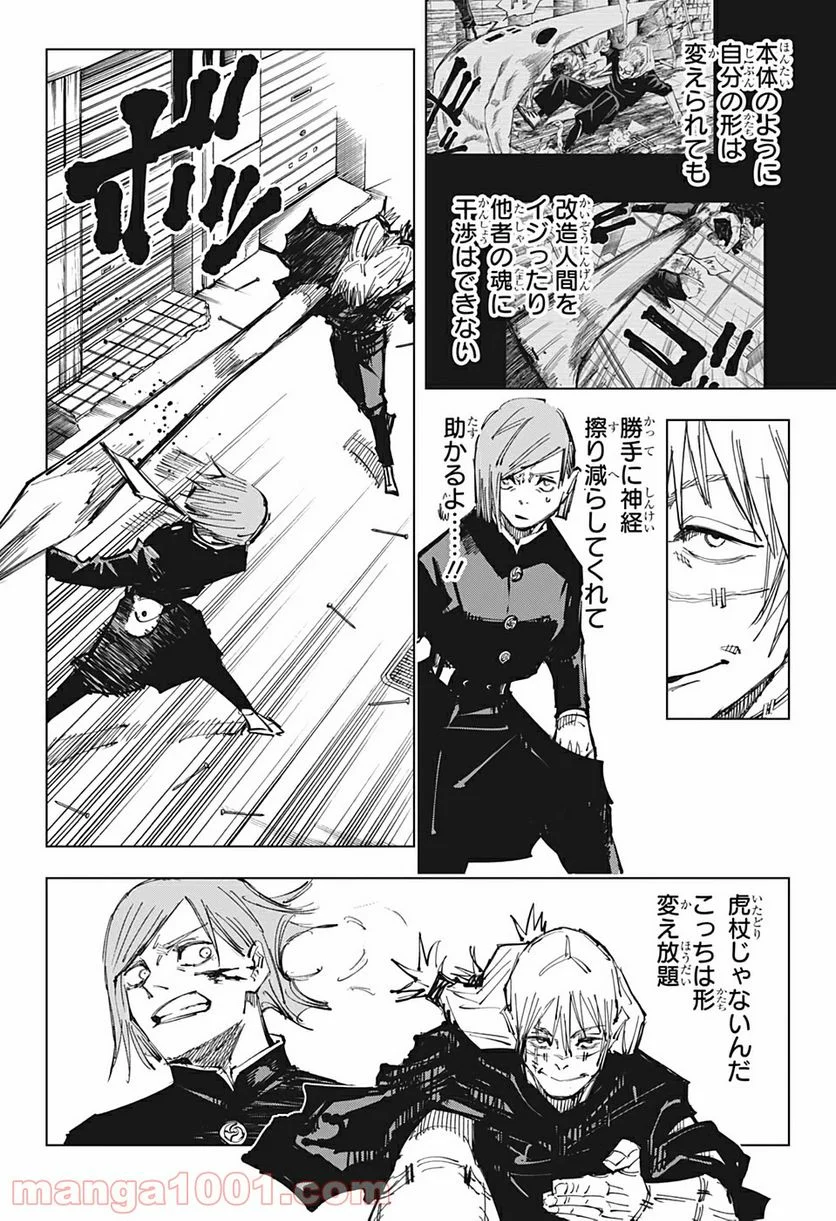 本体のように
自分の形は
変えられても
改造人間を
イジったり
他者の魂に
干渉はできない
ゴゴ
勝手に神経
擦り減らしてくれて
助かるよ……!!
ボボッ
虎杖じゃないんだ
こっちは形
変え放題
manga1001.com